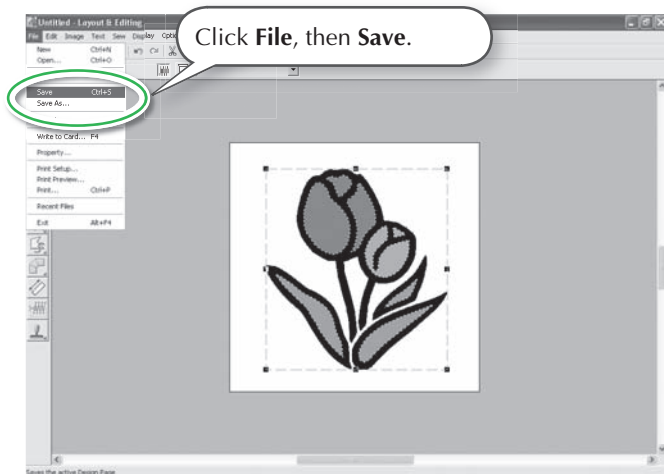 Untitled - Layout & Editing
File Edit Image Text Sew Display Option
Click File, then Save.
New Ctrl+N
Open... Ctrl+O
Save Ctrl+S
Save As...
Write to Card... F4
Property...
Print Setup...
Print Preview...
Print... Ctrl+P
Recent Files
Exit Alt+F4
Saves the active Design Page.